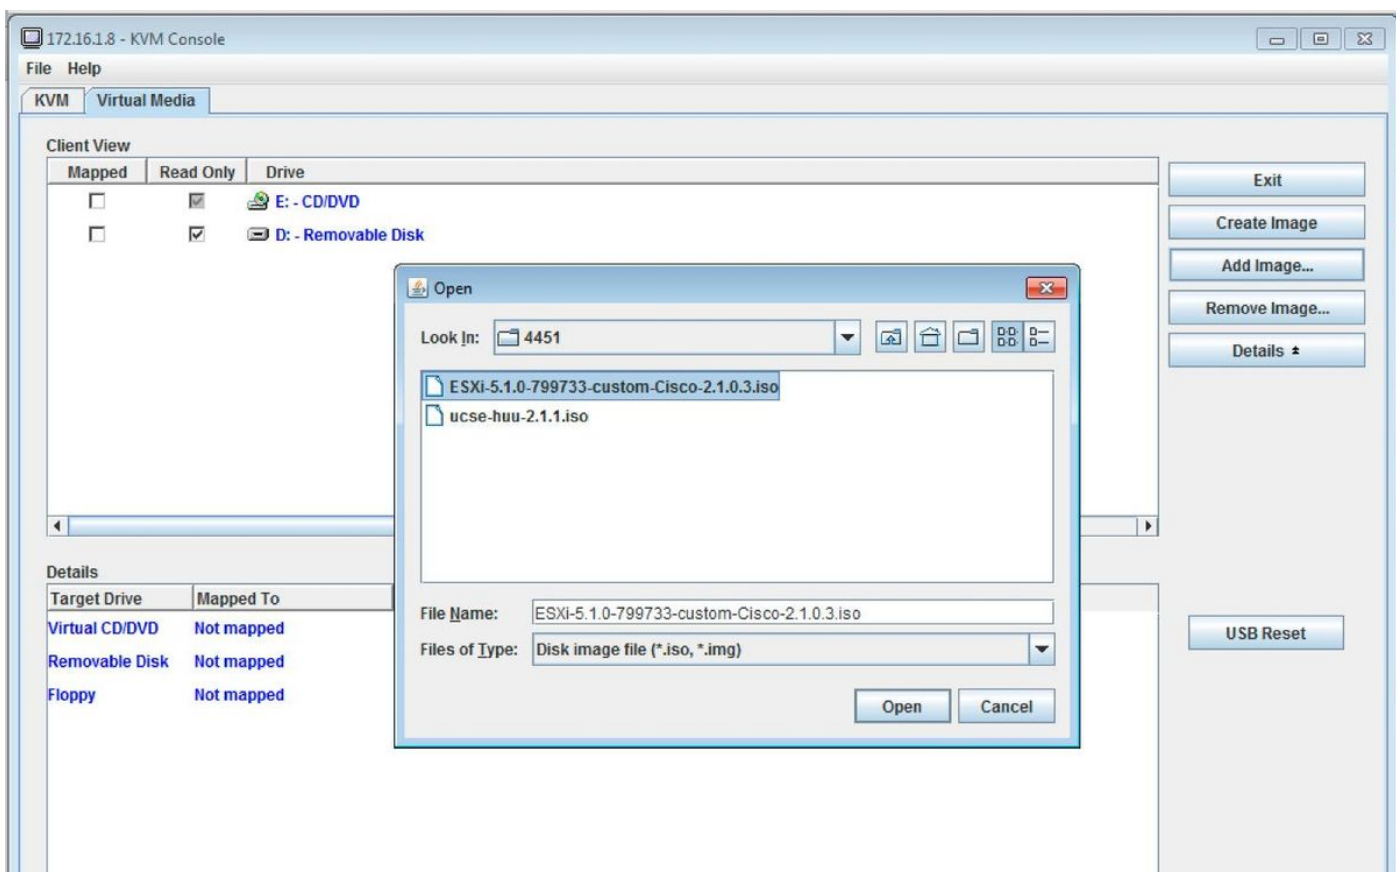 172.16.1.8 - KVM Console
File Help
KVM Virtual Media
Client View
Mapped Read Only Drive
E: - CD/DVD
D: - Removable Disk
Exit
Create Image
Add Image...
Remove Image...
Details
Open
Look In: 4451
ESXi-5.1.0-799733-custom-Cisco-2.1.0.3.iso
ucse-huu-2.1.1.iso
File Name: ESXi-5.1.0-799733-custom-Cisco-2.1.0.3.iso
Files of Type: Disk image file (*.iso, *.img)
Open Cancel
Details
Target Drive Mapped To
Virtual CD/DVD Not mapped
Removable Disk Not mapped
Floppy Not mapped
USB Reset